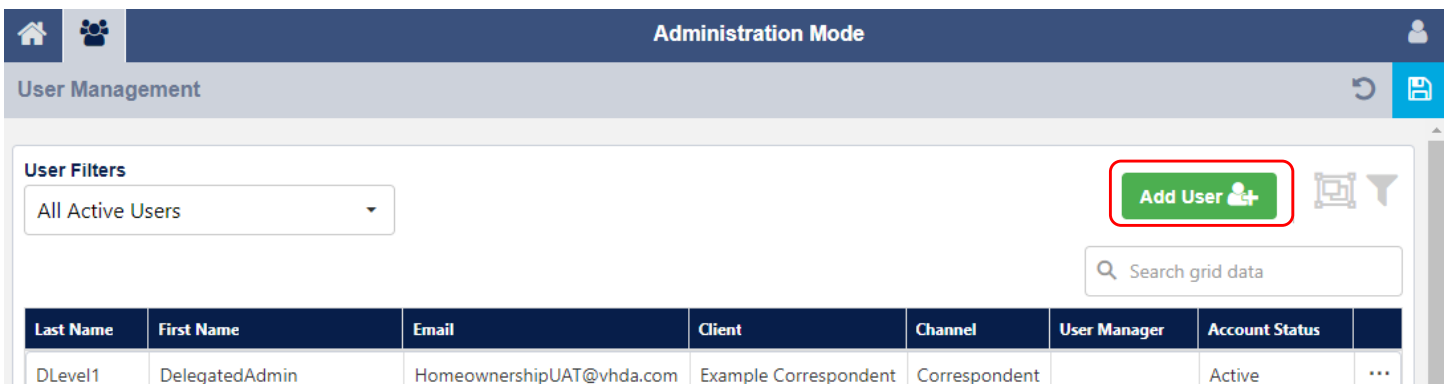 Administration Mode
User Management
User Filters
All Active Users
Add User
Search grid data
Last Name First Name Email Client Channel User Manager Account Status
DLevel1 DelegatedAdmin HomeownershipUAT@vhda.com Example Correspondent Correspondent Active ...